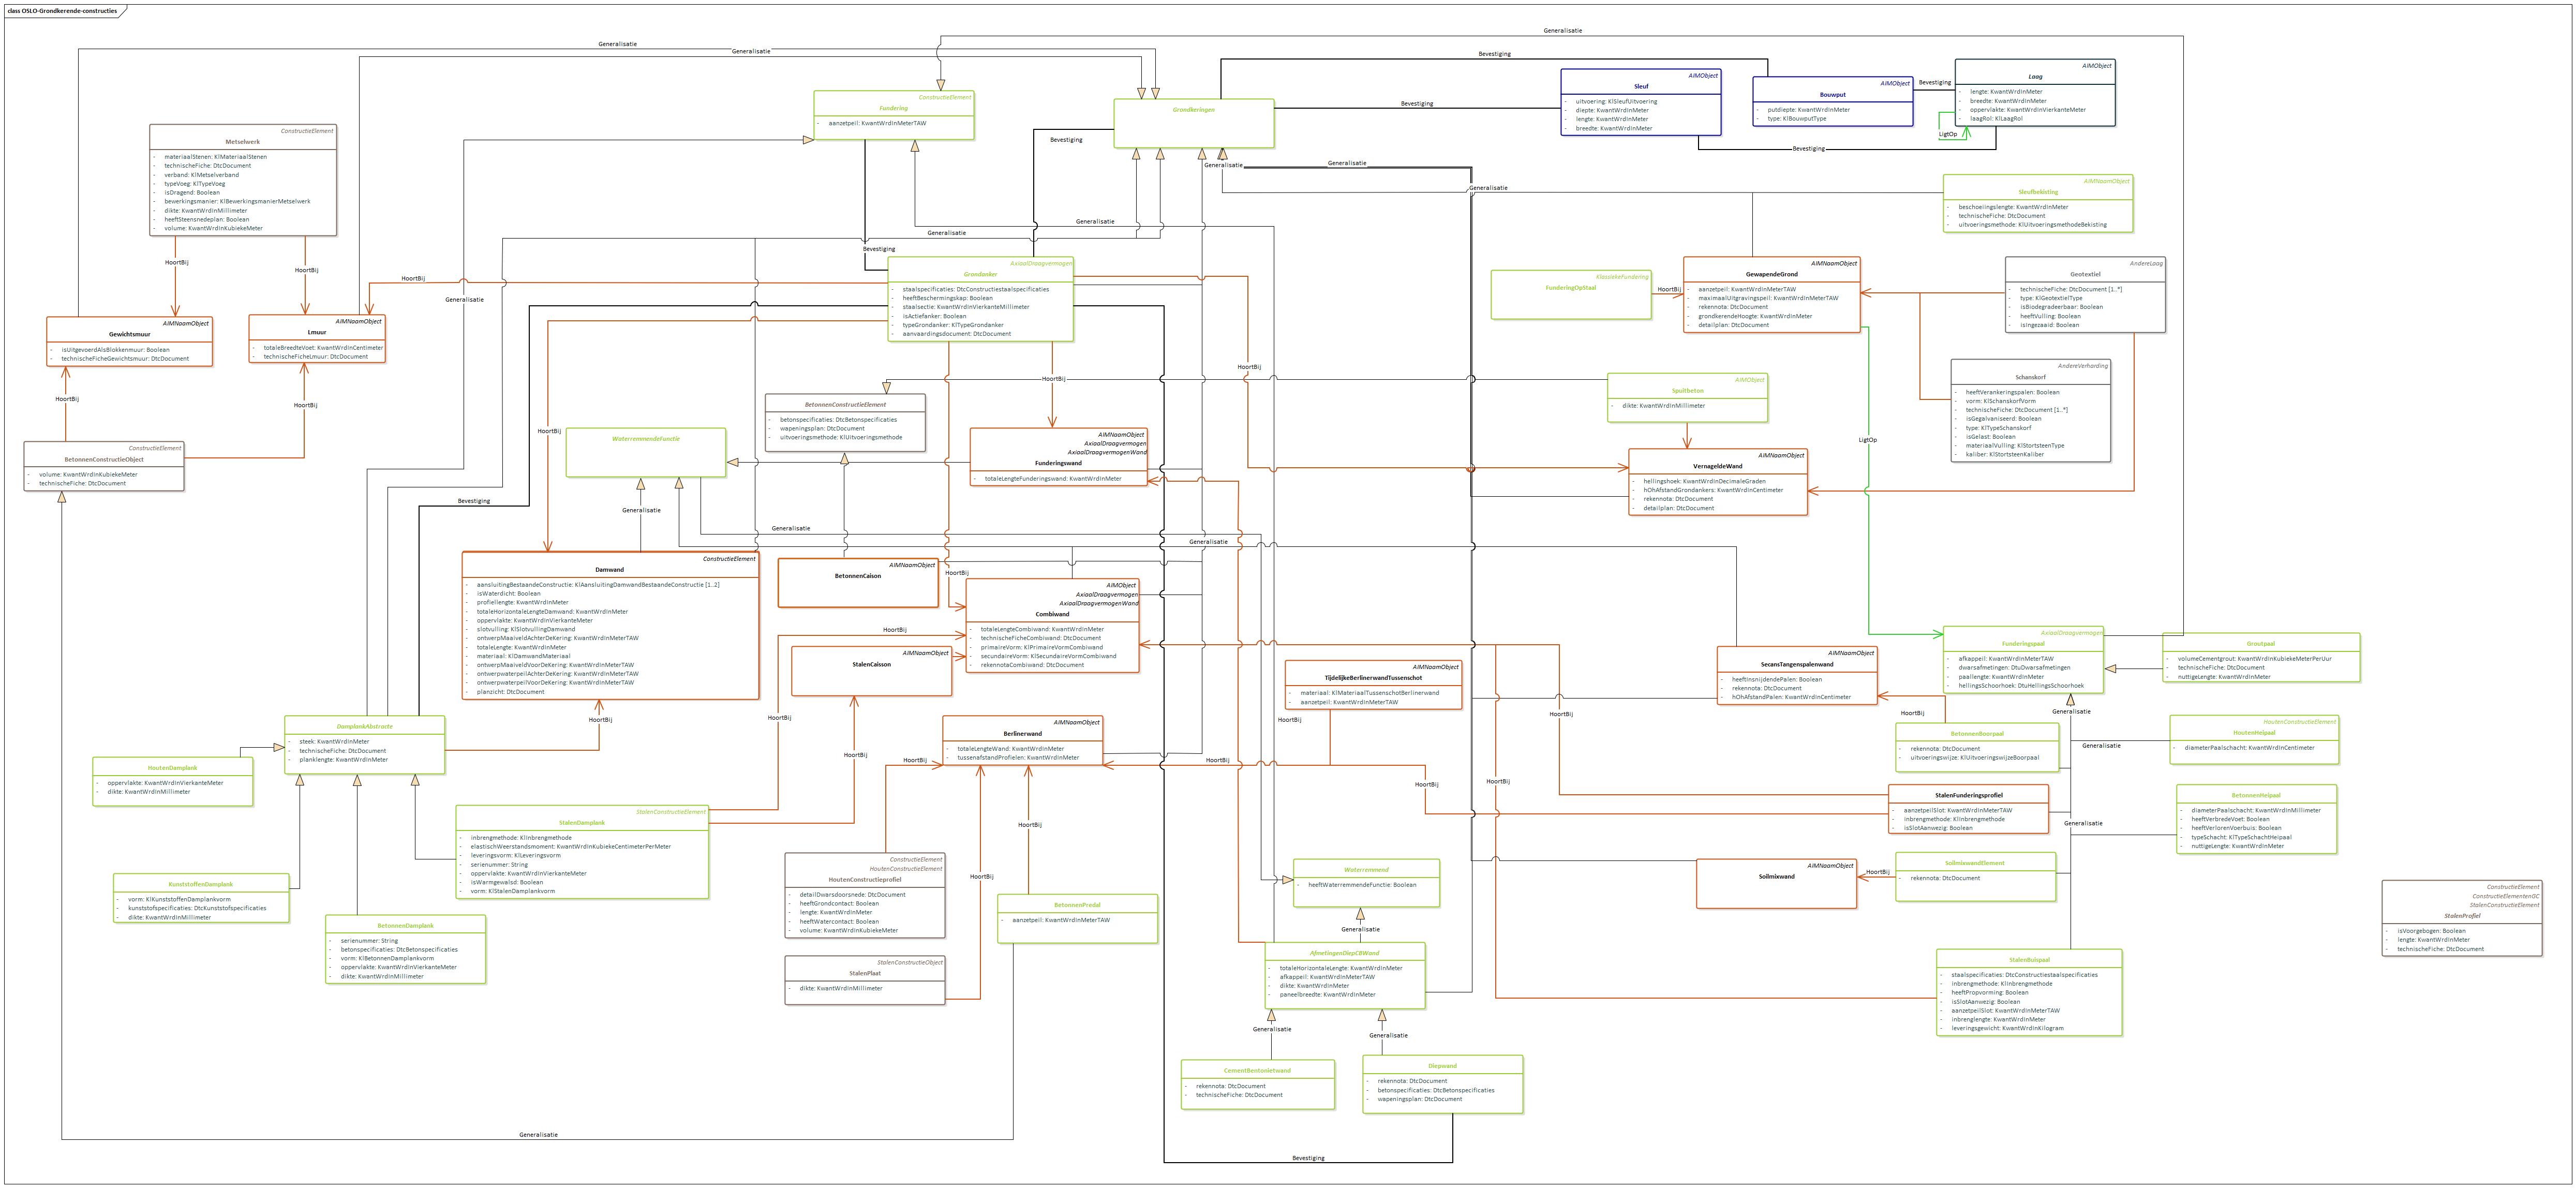 class OSLO-Grondkerende-constructies
Generalisatie
Generalisatie
Generalisatie
Bevestiging
Bevestiging
Bevestiging
Bevestiging
Bevestiging
LigtOp
ConstructieElement
Fundering
- aanzetpeil: KwantWrdInMeterTAW
Grondkeringen
AIMObject
Sleuf
- uitvoering: KlSleufUitvoering
- diepte: KwantWrdInMeter
- lengte: KwantWrdInMeter
- breedte: KwantWrdInMeter
AIMObject
Bouwput
- putdiepte: KwantWrdInMeter
- type: KlBouwputType
AIMObject
Laag
- lengte: KwantWrdInMeter
- breedte: KwantWrdInMeter
- oppervlakte: KwantWrdInVierkanteMeter
- laagRol: KlLaagRol
ConstructieElement
Metselwerk
- materiaalStenen: KlMateriaalStenen
- technischeFiche: DtcDocument
- verband: KlMetselverband
- typeVoeg: KlTypeVoeg
- isDragend: Boolean
- bewerkingsmanier: KlBewerkingsmanierMetselwerk
- dikte: KwantWrdInMillimeter
- heeftSteensnedeplan: Boolean
- volume: KwantWrdInKubiekeMeter
Generalisatie
Generalisatie
Generalisatie
Generalisatie
Generalisatie
Generalisatie
Bevestiging
HoortBij
HoortBij
HoortBij
AIMNaamObject
Sleufbekisting
- beschoeiingslengte: KwantWrdInMeter
- technischeFiche: DtcDocument
- uitvoeringsmethode: KlUitvoeringsmethodeBekisting
AxiaalDraagvermogen
Grondanker
- staalspecificaties: DtcConstructiestaalspecificaties
- heeftBeschermingskap: Boolean
- staalsectie: KwantWrdInVierkanteMillimeter
- isActiefanker: Boolean
- typeGrondanker: KlTypeGrondanker
- aanvaardingsdocument: DtcDocument
KlassiekeFundering
FunderingOpStaal
HoortBij
AIMNaamObject
GewapendeGrond
- aanzetpeil: KwantWrdInMeterTAW
- maximaalUitgravingspeil: KwantWrdInMeterTAW
- rekennota: DtcDocument
- grondkerendeHoogte: KwantWrdInMeter
- detailplan: DtcDocument
AndereLaag
Geotextiel
- technischeFiche: DtcDocument [1..*]
- type: KlGeotextielType
- isBiodegradeerbaar: Boolean
- heeftVulling: Boolean
- isIngezaaid: Boolean
AIMNaamObject
Gewichtsmuur
- isUitgevoerdAlsBlokkenmuur: Boolean
- technischeFicheGewichtsmuur: DtcDocument
AIMNaamObject
Lmuur
- totaleBreedteVoet: KwantWrdInCentimeter
- technischeFicheLmuur: DtcDocument
HoortBij
HoortBij
HoortBij
HoortBij
HoortBij
LigtOp
AndereVerharding
Schanskorf
- heeftVerankeringspalen: Boolean
- vorm: KlSchanskorfVorm
- technischeFiche: DtcDocument [1..*]
- isGegalvaniseerd: Boolean
- type: KlTypeSchanskorf
- isGelast: Boolean
- materiaalVulling: KlStortsteenType
- kaliber: KlStortsteenKaliber
AIMObject
Spuitbeton
- dikte: KwantWrdInMillimeter
BetonnenConstructieElement
- betonspecificaties: DtcBetonspecificaties
- wapeningsplan: DtcDocument
- uitvoeringsmethode: KlUitvoeringsmethode
WaterremmendeFunctie
AIMNaamObject
AxiaalDraagvermogen
AxiaalDraagvermogenWand
Funderingswand
- totaleLengteFunderingswand: KwantWrdInMeter
ConstructieElement
BetonnenConstructieObject
- volume: KwantWrdInKubiekeMeter
- technischeFiche: DtcDocument
AIMNaamObject
VernageldeWand
- hellingshoek: KwantWrdInDecimaleGraden
- hOhAfstandGrondankers: KwantWrdInCentimeter
- rekennota: DtcDocument
- detailplan: DtcDocument
Bevestiging
Generalisatie
Generalisatie
Generalisatie
ConstructieElement
Damwand
- aansluitingBestaandeConstructie: KlAansluitingDamwandBestaandeConstructie [1..2]
- isWaterdicht: Boolean
- profiellengte: KwantWrdInMeter
- totaleHorizontaleLengteDamwand: KwantWrdInMeter
- oppervlakte: KwantWrdInVierkanteMeter
- slotvulling: KlSlotvullingDamwand
- ontwerpMaaiveldAchterDeKering: KwantWrdInMeterTAW
- totaleLengte: KwantWrdInMeter
- materiaal: KlDamwandMateriaal
- ontwerpMaaiveldVoorDeKering: KwantWrdInMeterTAW
- ontwerpwaterpeilAchterDeKering: KwantWrdInMeterTAW
- ontwerpwaterpeilVoorDeKering: KwantWrdInMeterTAW
- planzicht: DtcDocument
AIMNaamObject
BetonnenCaison
HoortBij
AIMObject
AxiaalDraagvermogen
AxiaalDraagvermogenWand
Combiwand
- totaleLengteCombiwand: KwantWrdInMeter
- technischeFicheCombiwand: DtcDocument
- primaireVorm: KlPrimaireVormCombiwand
- secundaireVorm: KlSecundaireVormCombiwand
- rekennotaCombiwand: DtcDocument
HoortBij
AIMNaamObject
StalenCaisson
AIMNaamObject
TijdelijkeBerlinerwandTussenschot
- materiaal: KlMateriaalTussenschotBerlinerwand
- aanzetpeil: KwantWrdInMeterTAW
AIMNaamObject
SecansTangenspalenwand
- heeftInsnijdendePalen: Boolean
- rekennota: DtcDocument
- hOhAfstandPalen: KwantWrdInCentimeter
AxiaalDraagvermogen
Funderingspaal
- afkappeil: KwantWrdInMeterTAW
- dwarsafmetingen: DtuDwarsafmetingen
- paallengte: KwantWrdInMeter
- hellingSchoorhoek: DtuHellingsSchoorhoek
Groutpaal
- volumeCementgrout: KwantWrdInKubiekeMeterPerUur
- technischeFiche: DtcDocument
- nuttigeLengte: KwantWrdInMeter
HoortBij
HoortBij
HoortBij
HoortBij
HoortBij
Generalisatie
DamplankAbstracte
- steek: KwantWrdInMeter
- technischeFiche: DtcDocument
- planklengte: KwantWrdInMeter
AIMNaamObject
Berlinerwand
- totaleLengteWand: KwantWrdInMeter
- tussenafstandProfielen: KwantWrdInMeter
BetonnenBoorpaal
- rekennota: DtcDocument
- uitvoeringswijze: KlUitvoeringswijzeBoorpaal
Generalisatie
HoutenConstructieElement
HoutenHeipaal
- diameterPaalschacht: KwantWrdInCentimeter
HoutenDamplank
- oppervlakte: KwantWrdInVierkanteMeter
- dikte: KwantWrdInMillimeter
HoortBij
HoortBij
HoortBij
HoortBij
HoortBij
StalenFunderingsprofiel
- aanzetpeilSlot: KwantWrdInMeterTAW
- inbrengmethode: KlInbrengmethode
- isSlotAanwezig: Boolean
Generalisatie
BetonnenHeipaal
- diameterPaalschacht: KwantWrdInMillimeter
- heeftVerbredeVoet: Boolean
- heeftVerlorenVoerbuis: Boolean
- typeSchacht: KlTypeSchachtHeipaal
- nuttigeLengte: KwantWrdInMeter
StalenConstructieElement
StalenDamplank
- inbrengmethode: KlInbrengmethode
- elastischWeerstandsmoment: KwantWrdInKubiekeCentimeterPerMeter
- leveringsvorm: KlLeveringsvorm
- serienummer: String
- oppervlakte: KwantWrdInVierkanteMeter
- isWarmgewalsd: Boolean
- vorm: KlStalenDamplankvorm
HoortBij
HoortBij
ConstructieElement
HoutenConstructieElement
HoutenConstructieprofiel
- detailDwarsdoorsnede: DtcDocument
- heeftGrondcontact: Boolean
- lengte: KwantWrdInMeter
- heeftWatercontact: Boolean
- volume: KwantWrdInKubiekeMeter
Waterremmend
- heeftWaterremmendeFunctie: Boolean
AIMNaamObject
Soilmixwand
HoortBij
SoilmixwandElement
- rekennota: DtcDocument
KunststoffenDamplank
- vorm: KlKunststoffenDamplankvorm
- kunststofspecificaties: DtcKunststofspecificaties
- dikte: KwantWrdInMillimeter
BetonnenPredal
- aanzetpeil: KwantWrdInMeterTAW
BetonnenDamplank
- serienummer: String
- betonspecificaties: DtcBetonspecificaties
- vorm: KlBetonnenDamplankvorm
- oppervlakte: KwantWrdInVierkanteMeter
- dikte: KwantWrdInMillimeter
ConstructieElement
ConstructieElementenGC
StalenConstructieElement
StalenProfiel
- isVoorgebogen: Boolean
- lengte: KwantWrdInMeter
- technischeFiche: DtcDocument
Generalisatie
StalenConstructieObject
StalenPlaat
- dikte: KwantWrdInMillimeter
AfmetingenDiepCBWand
- totaleHorizontaleLengte: KwantWrdInMeter
- afkappeil: KwantWrdInMeterTAW
- dikte: KwantWrdInMeter
- paneelbreedte: KwantWrdInMeter
StalenBuispaal
- staalspecificaties: DtcConstructiestaalspecificaties
- inbrengmethode: KlInbrengmethode
- heeftPropvorming: Boolean
- isSlotAanwezig: Boolean
- aanzetpeilSlot: KwantWrdInMeterTAW
- inbrenglengte: KwantWrdInMeter
- leveringsgewicht: KwantWrdInKilogram
Generalisatie
Generalisatie
CementBentonietwand
- rekennota: DtcDocument
- technischeFiche: DtcDocument
Diepwand
- rekennota: DtcDocument
- betonspecificaties: DtcBetonspecificaties
- wapeningsplan: DtcDocument
Generalisatie
Bevestiging